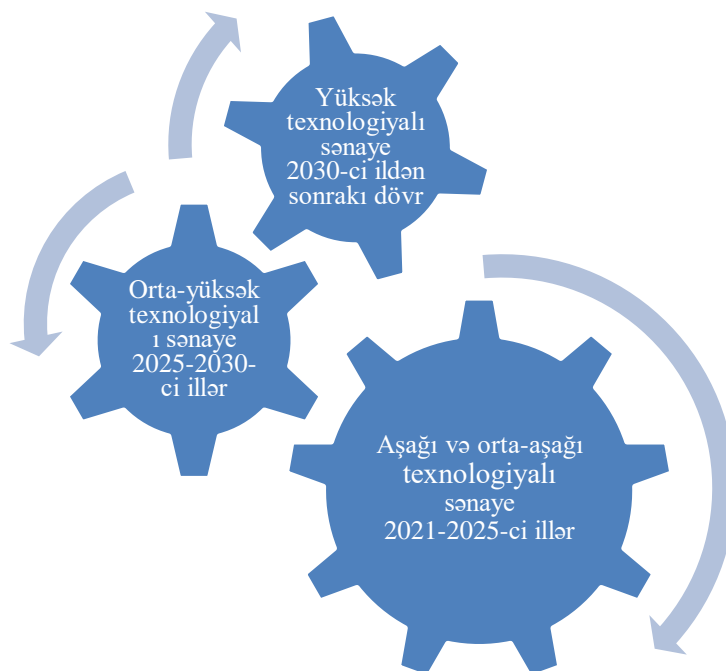 Yüksək
texnologiyalı
sənaye
2030-ci ildən
sonrakı dövr
Orta-yüksək
texnologiyal
ı sənaye
2025-2030-
ci illər
Aşağı və orta-aşağı
texnologiyalı
sənaye
2021-2025-ci illər